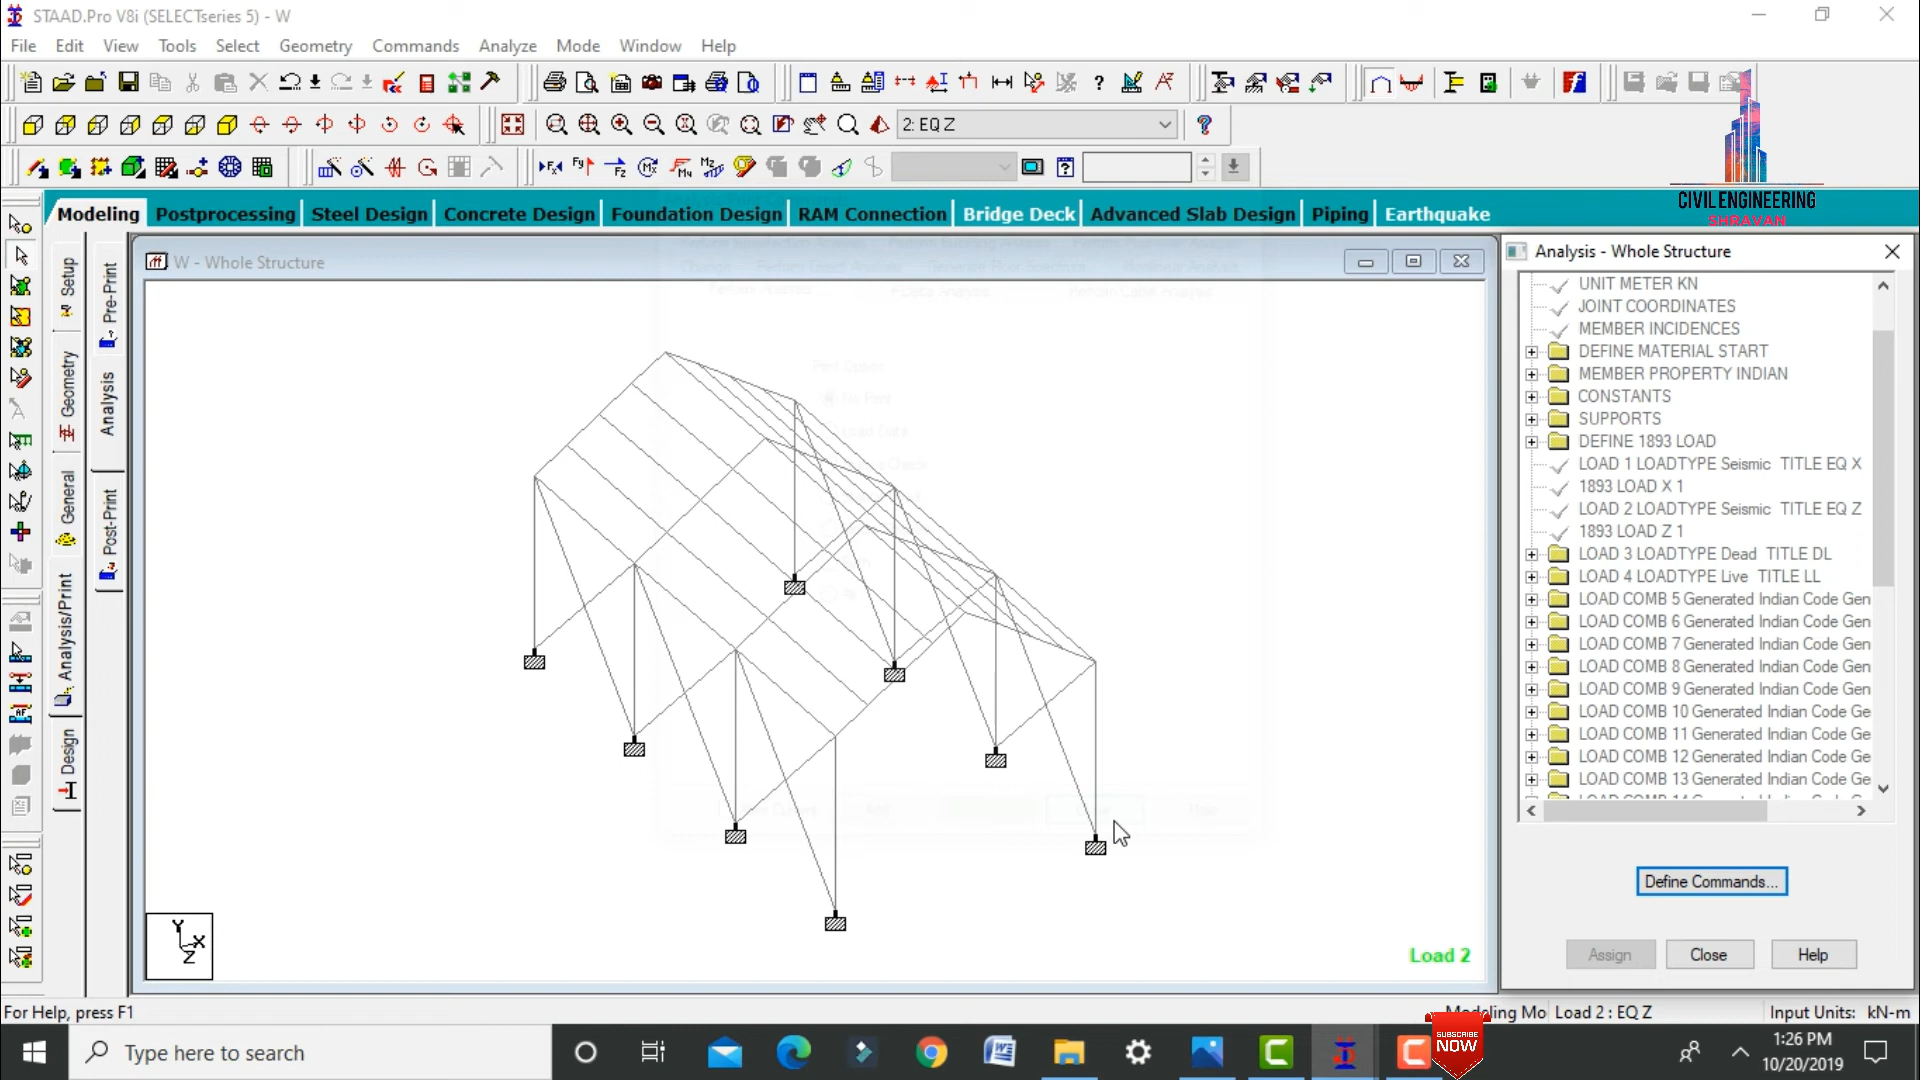 STAAD.Pro V8i (SELECTseries 5) - W
File Edit View Tools Select Geometry Commands Analyze Mode Window Help
2: EQ Z
CIVIL ENGINEERING
SHRAVAN
Modeling Postprocessing Steel Design Concrete Design Foundation Design RAM Connection Bridge Deck Advanced Slab Design Piping Earthquake
Setup
Geometry
General
Analysis/Print
Design
Pre-Print
Analysis
Post-Print
W - Whole Structure
Load 2
Y
X
Z
Analysis - Whole Structure
UNIT METER KN
JOINT COORDINATES
MEMBER INCIDENCES
DEFINE MATERIAL START
MEMBER PROPERTY INDIAN
CONSTANTS
SUPPORTS
DEFINE 1893 LOAD
LOAD 1 LOADTYPE Seismic TITLE EQ X
1893 LOAD X 1
LOAD 2 LOADTYPE Seismic TITLE EQ Z
1893 LOAD Z 1
LOAD 3 LOADTYPE Dead TITLE DL
LOAD 4 LOADTYPE Live TITLE LL
LOAD COMB 5 Generated Indian Code Gen
LOAD COMB 6 Generated Indian Code Gen
LOAD COMB 7 Generated Indian Code Gen
LOAD COMB 8 Generated Indian Code Gen
LOAD COMB 9 Generated Indian Code Gen
LOAD COMB 10 Generated Indian Code Ge
LOAD COMB 11 Generated Indian Code Ge
LOAD COMB 12 Generated Indian Code Ge
LOAD COMB 13 Generated Indian Code Ge
Define Commands...
Assign Close Help
For Help, press F1
Modeling Mo Load 2 : EQ Z Input Units: kN-m
Type here to search
SUBSCRIBE
NOW
1:26 PM
10/20/2019